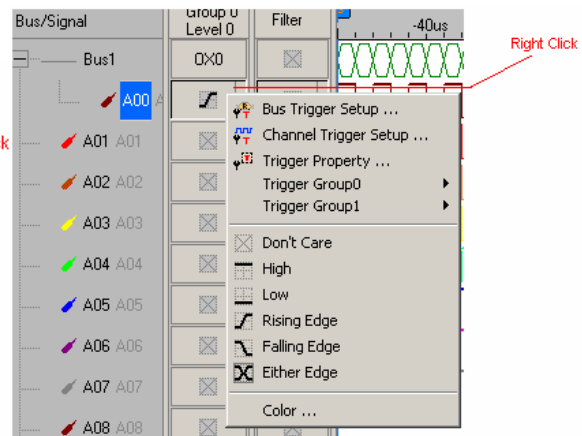 Bus/Signal
Group 0
Level 0
Filter
-40us
Right Click
Bus1
0X0
A00
A01 A01
A02 A02
A03 A03
A04 A04
A05 A05
A06 A06
A07 A07
A08 A08
Bus Trigger Setup ...
Channel Trigger Setup ...
Trigger Property ...
Trigger Group0
Trigger Group1
Don't Care
High
Low
Rising Edge
Falling Edge
Either Edge
Color ...